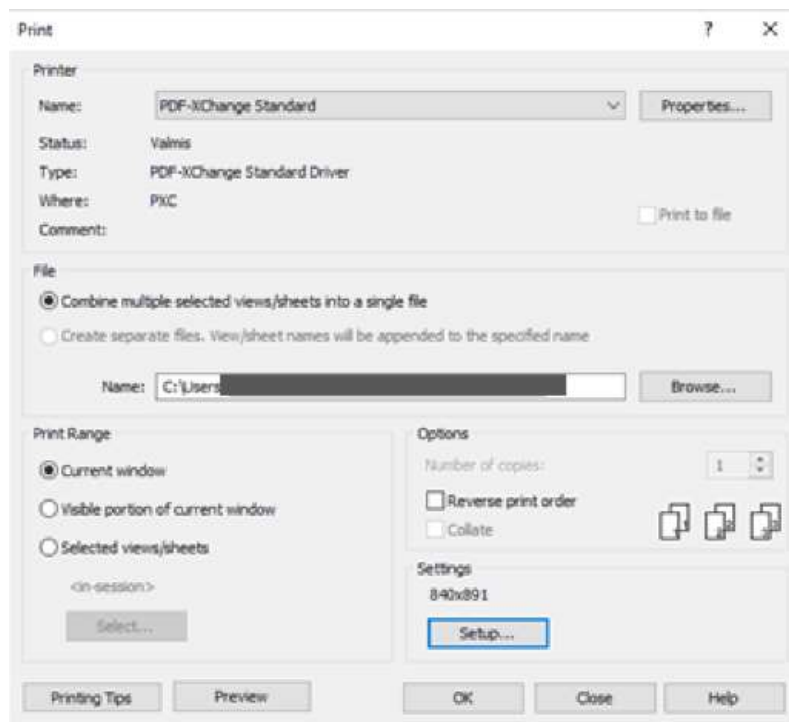 Print
Printer
Name: PDF-XChange Standard Properties...
Status: Valmis
Type: PDF-XChange Standard Driver
Where: PXC
Print to file
Comment:
File
Combine multiple selected views/sheets into a single file
Create separate files. View/sheet names will be appended to the specified name
Name: C:\Users Browse...
Print Range
Current window
Visible portion of current window
Selected views/sheets
<in-session>
Select...
Options
Number of copies: 1
Reverse print order
Collate
Settings
840x891
Setup...
Printing Tips Preview OK Close Help